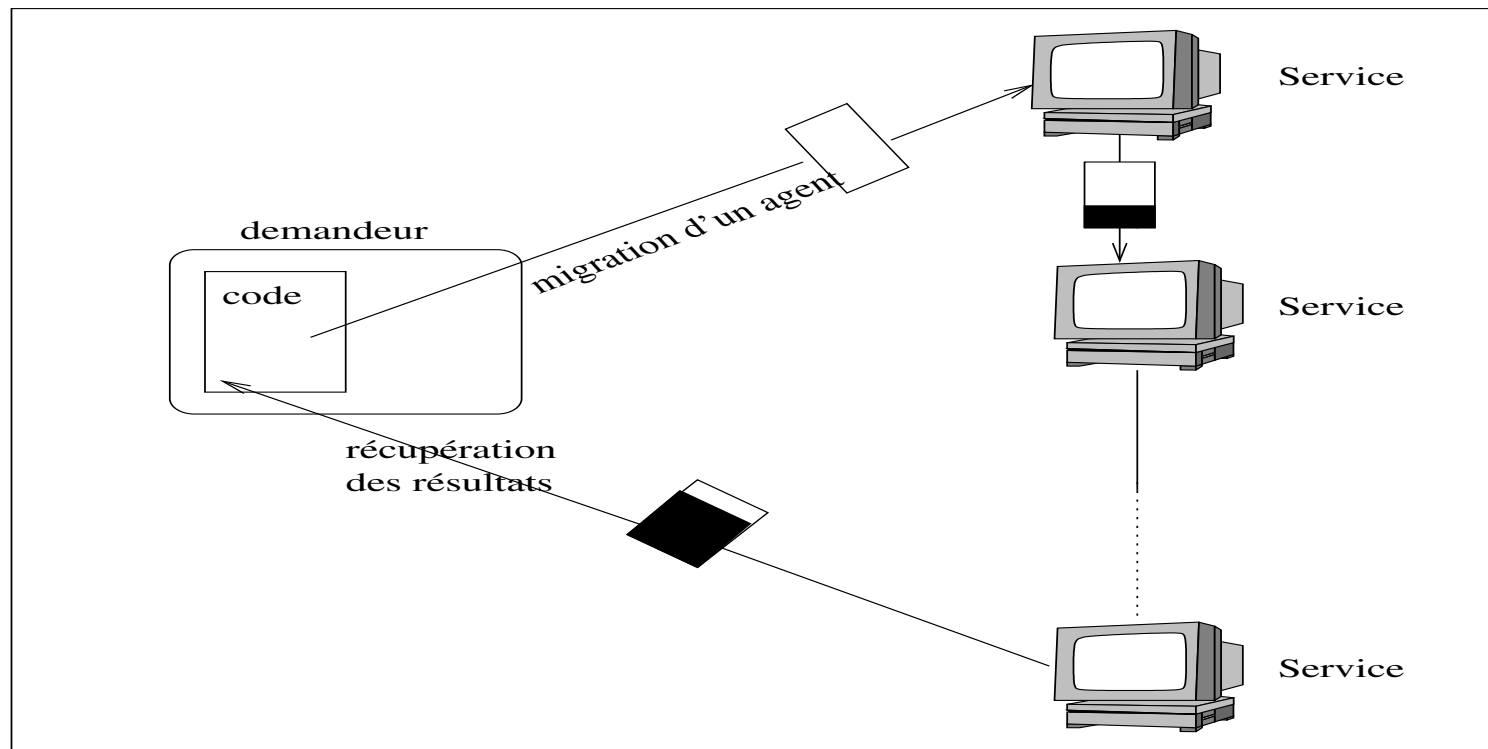 Service
migration d'un agent
demandeur
code
Service
récupération
des résultats
Service